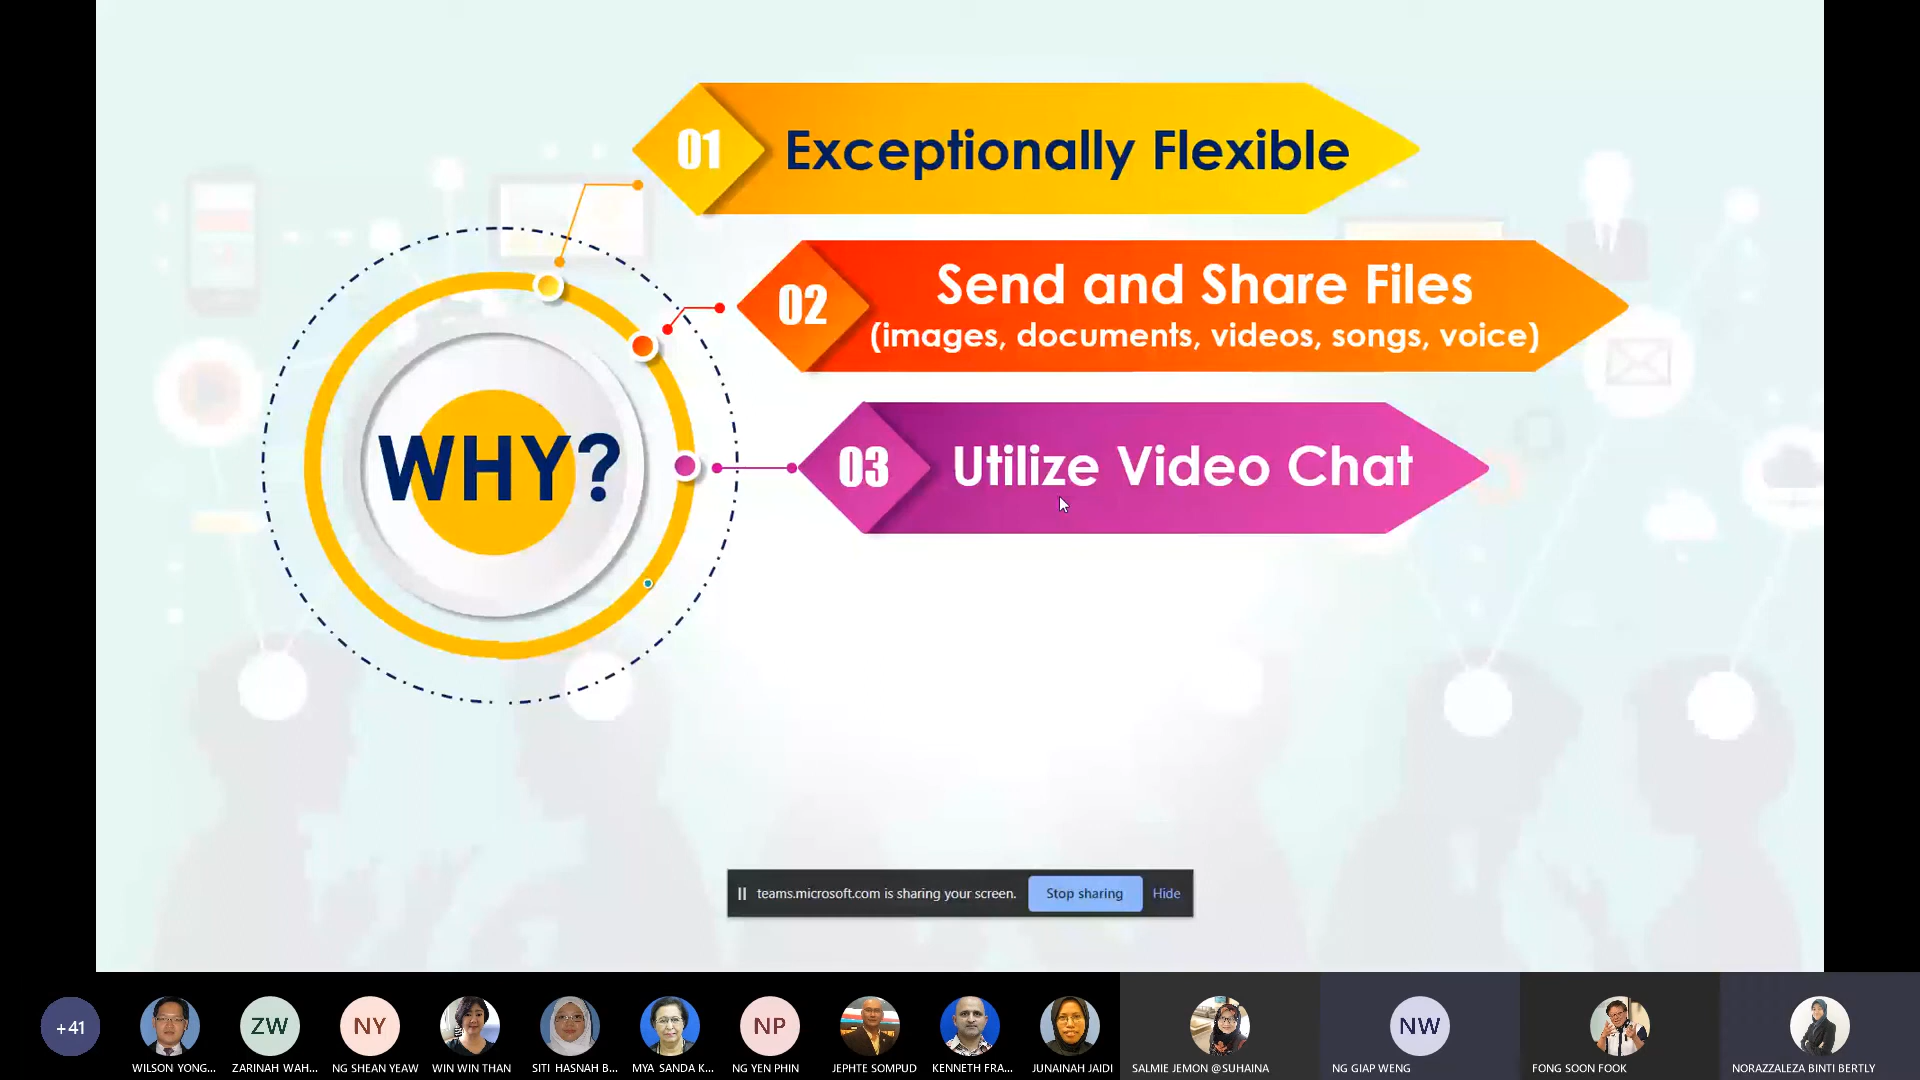 01
Exceptionally Flexible
02
Send and Share Files
(images, documents, videos, songs, voice)
WHY?
03
Utilize Video Chat
teams.microsoft.com is sharing your screen.
Stop sharing
Hide
+41
ZW
NY
NP
NW
WILSON YONG...
ZARINAH WAH...
NG SHEAN YEAW
WIN WIN THAN
SITI HASNAH B...
MYA SANDA K...
NG YEN PHIN
JEPHTE SOMPUD
KENNETH FRA...
JUNAINAH JAIDI
SALMIE JEMON @SUHAINA
NG GIAP WENG
FONG SOON FOOK
NORAZZALEZA BINTI BERTLY